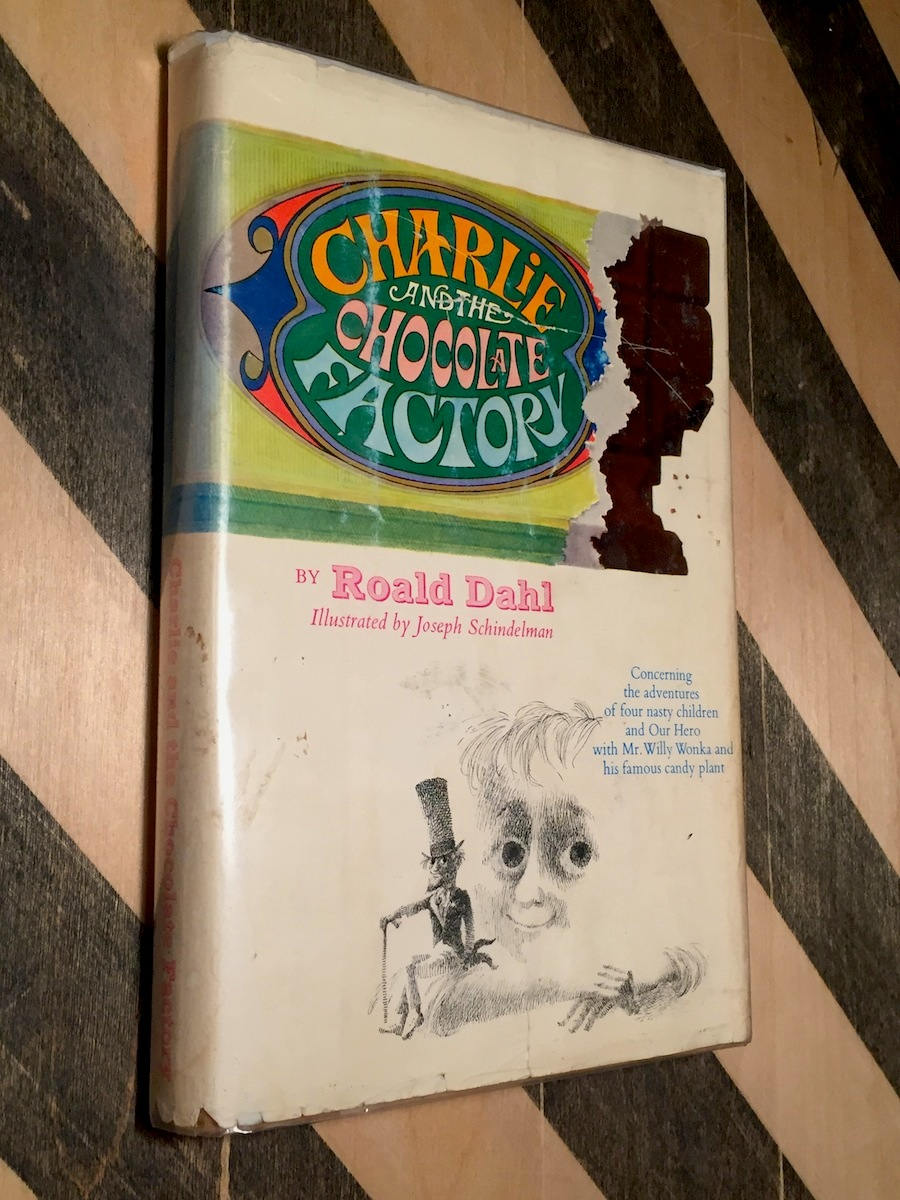 CHARLiE
AND THE
CHOCOLATE
FACTORY
BY Roald Dahl
Illustrated by Joseph Schindelman
Concerning
the adventures
of four nasty children
and Our Hero
with Mr. Willy Wonka and
his famous candy plant
Charlie and the Chocolate Factory